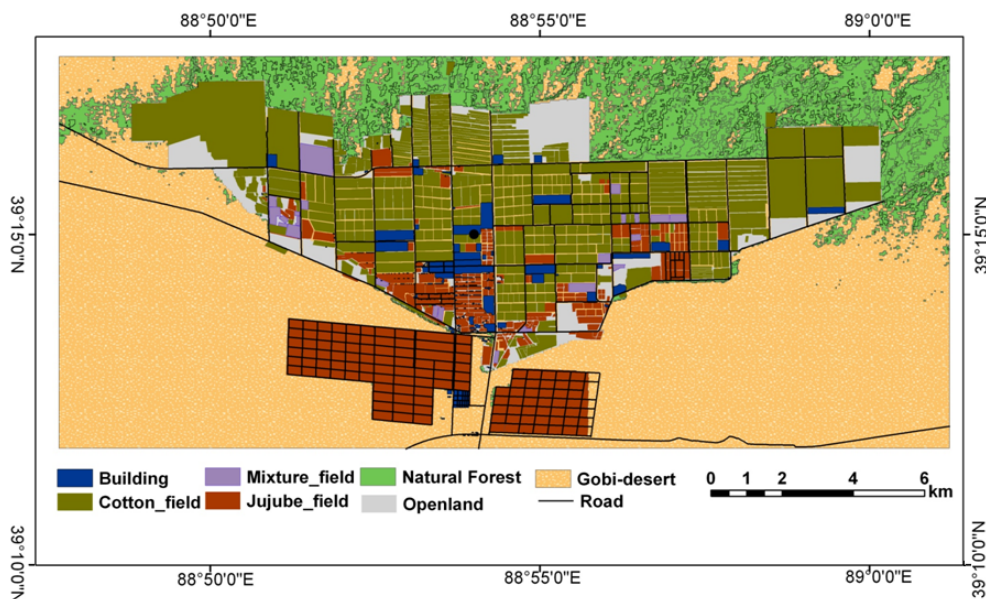 88°50'0"E 88°55'0"E 89°0'0"E
39°15'0"N 39°15'0"N
Building Mixture_field Natural Forest Gobi-desert
Cotton_field Jujube_field Openland Road
0 1 2 4 6 km
39°10'0"N 39°10'0"N
88°50'0"E 88°55'0"E 89°0'0"E